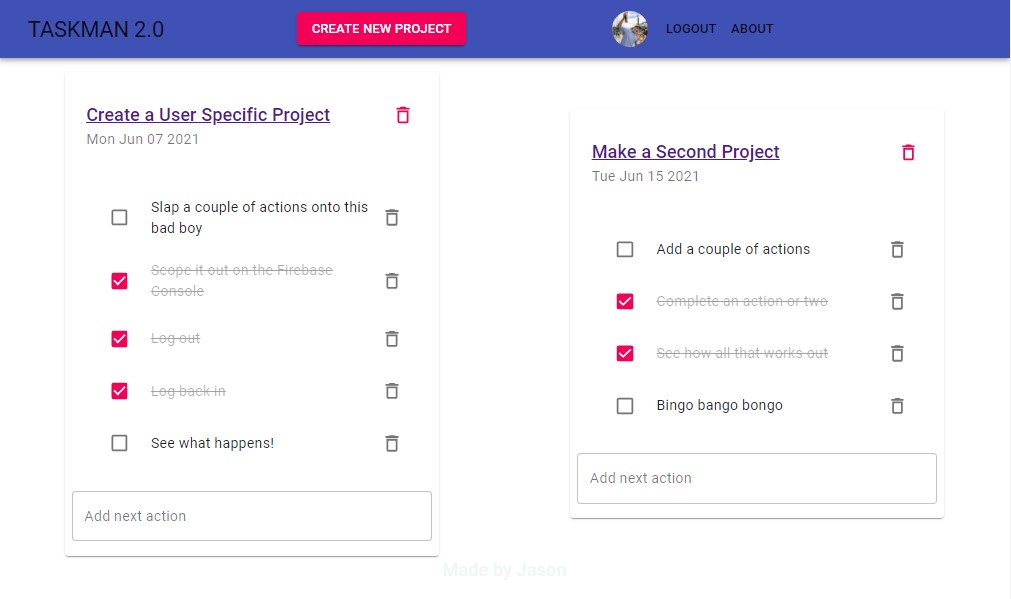 TASKMAN 2.0
CREATE NEW PROJECT
LOGOUT
ABOUT
Create a User Specific Project
Mon Jun 07 2021
Slap a couple of actions onto this
bad boy
Scope it out on the Firebase
Console
Log out
Log back in
See what happens!
Add next action
Make a Second Project
Tue Jun 15 2021
Add a couple of actions
Complete an action or two
See how all that works out
Bingo bango bongo
Add next action
Made by Jason